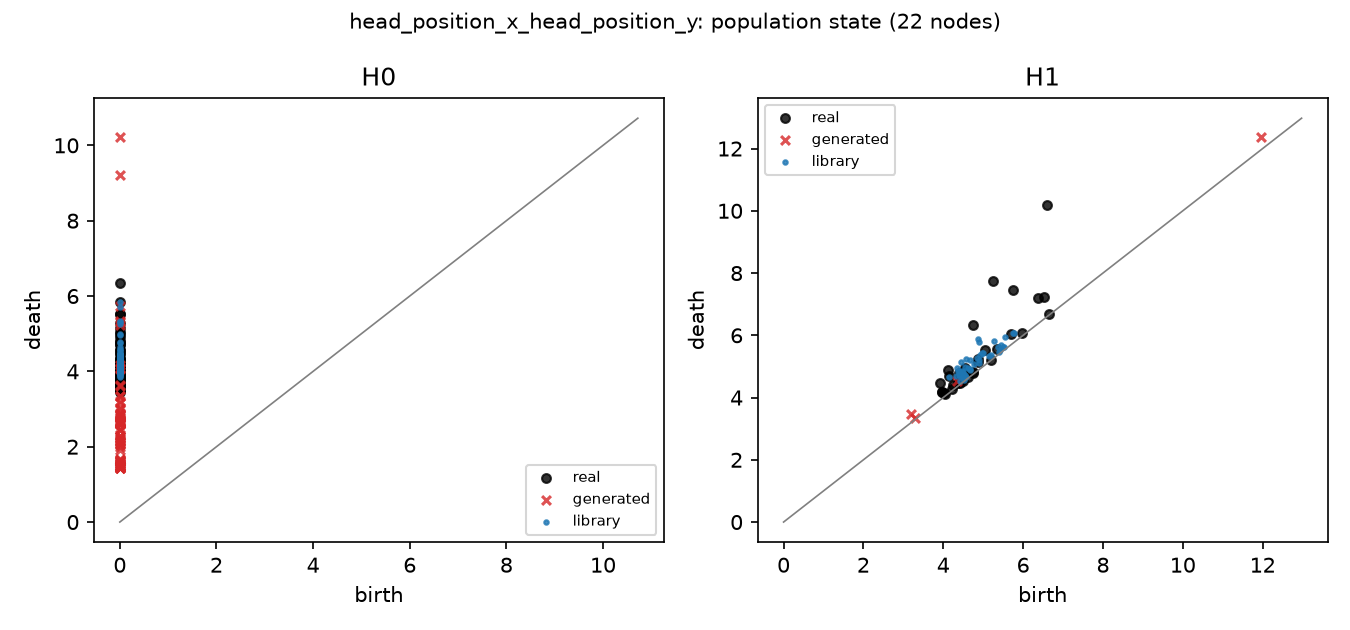 head_position_x_head_position_y: population state (22 nodes)
H0
H1
death
10
8
6
4
2
0
real
generated
library
0
2
4
6
8
10
birth
death
12
10
8
6
4
2
0
real
generated
library
0
2
4
6
8
10
12
birth